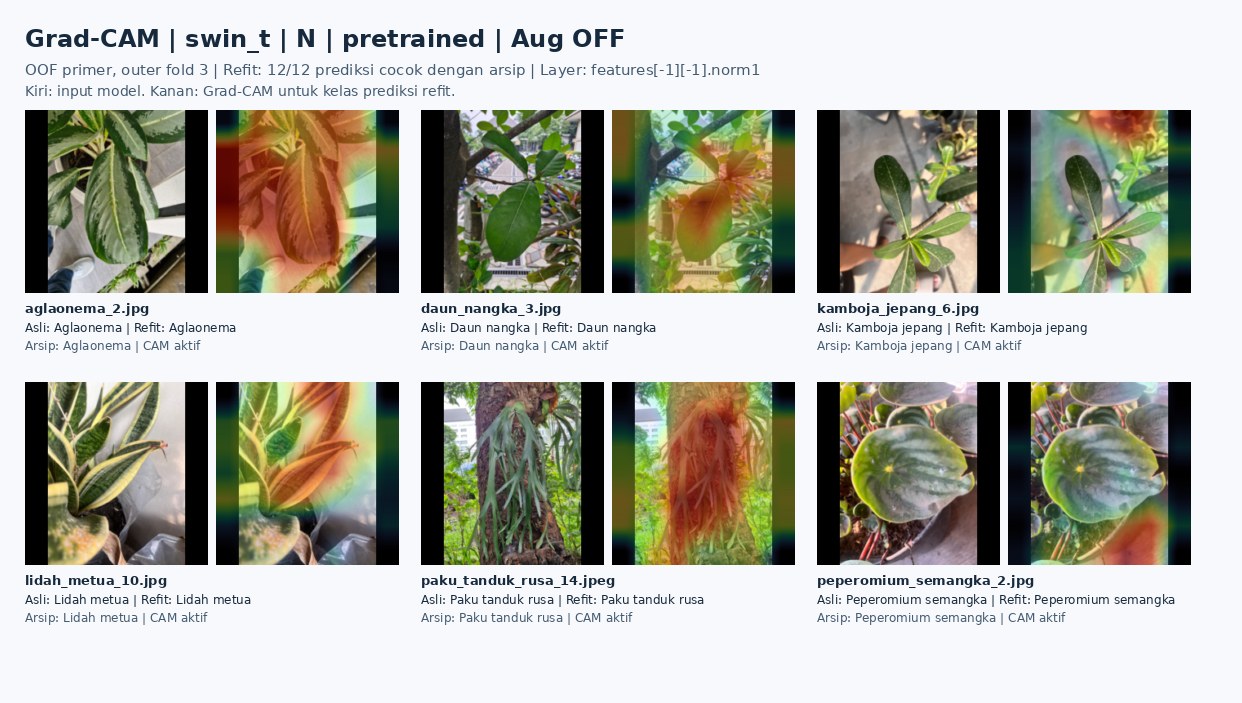 Grad-CAM | swin_t | N | pretrained | Aug OFF
OOF primer, outer fold 3 | Refit: 12/12 prediksi cocok dengan arsip | Layer: features[-1][-1].norm1
Kiri: input model. Kanan: Grad-CAM untuk kelas prediksi refit.
aglaonema_2.jpg
Asli: Aglaonema | Refit: Aglaonema
Arsip: Aglaonema | CAM aktif
daun_nangka_3.jpg
Asli: Daun nangka | Refit: Daun nangka
Arsip: Daun nangka | CAM aktif
kamboja_jepang_6.jpg
Asli: Kamboja jepang | Refit: Kamboja jepang
Arsip: Kamboja jepang | CAM aktif
lidah_metua_10.jpg
Asli: Lidah metua | Refit: Lidah metua
Arsip: Lidah metua | CAM aktif
paku_tanduk_rusa_14.jpeg
Asli: Paku tanduk rusa | Refit: Paku tanduk rusa
Arsip: Paku tanduk rusa | CAM aktif
peperomium_semangka_2.jpg
Asli: Peperomium semangka | Refit: Peperomium semangka
Arsip: Peperomium semangka | CAM aktif